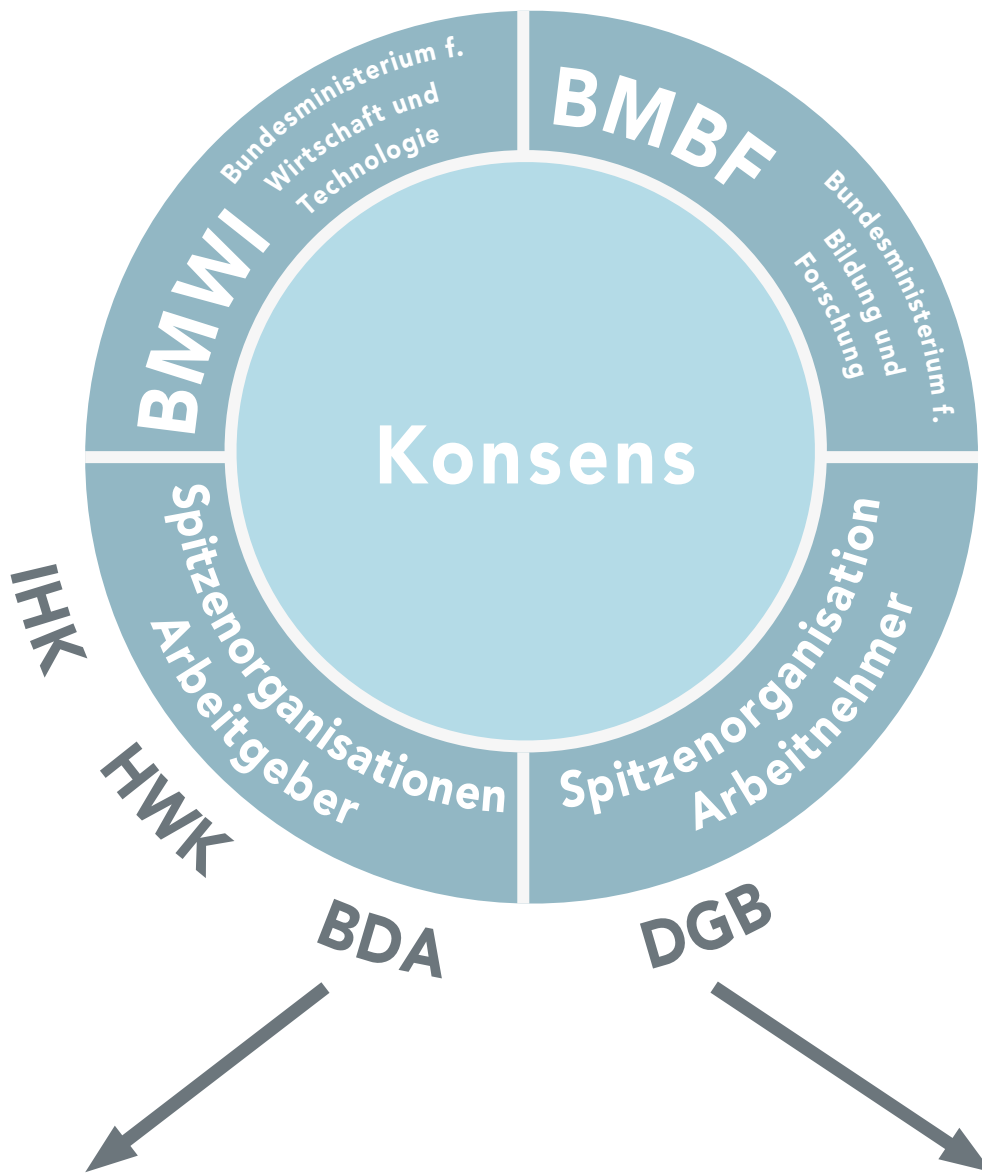 BMWI
Bundesministerium f.
Wirtschaft und
Technologie
BMBF
Bundesministerium f.
Bildung und
Forschung
Konsens
Spitzenorganisationen
Arbeitgeber
Spitzenorganisation
Arbeitnehmer
IHK
HWK
BDA
DGB